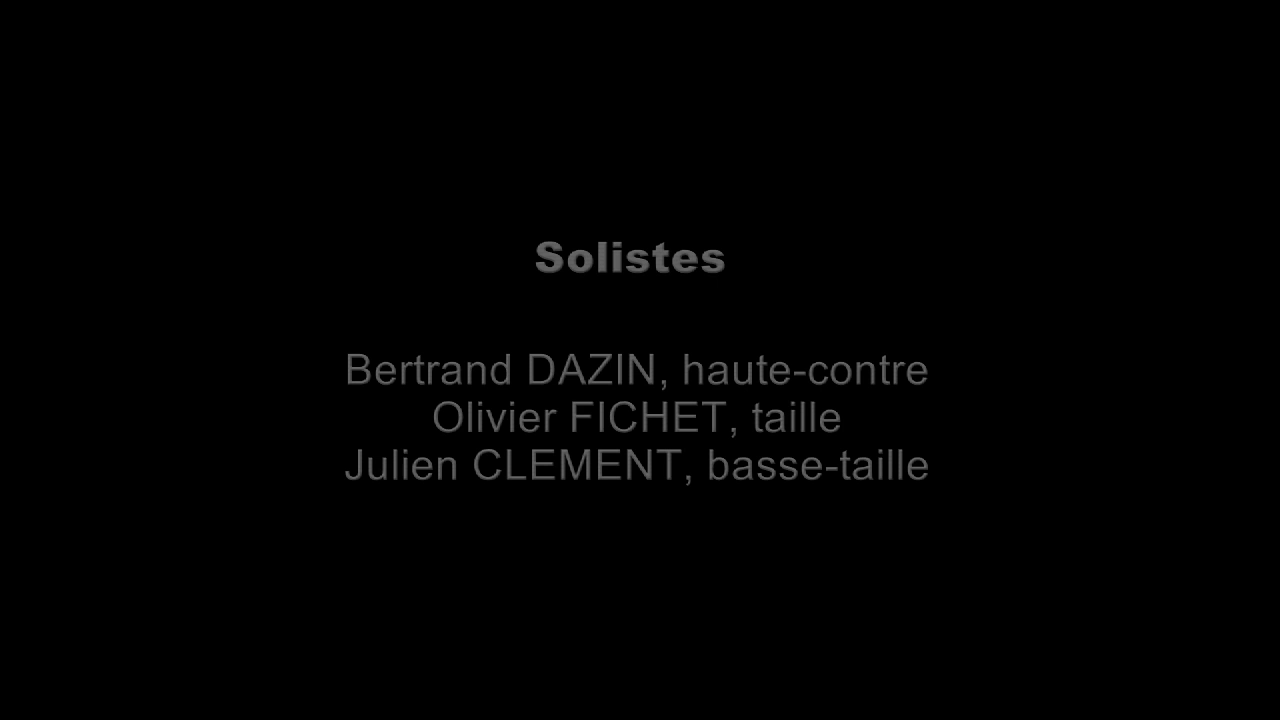 Solistes
Bertrand DAZIN, haute-contre
Olivier FICHET, taille
Julien CLEMENT, basse-taille